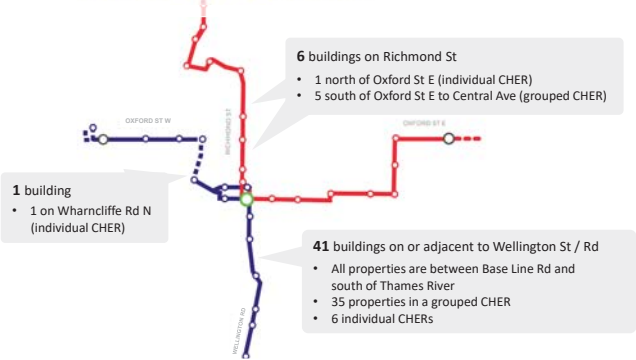 6 buildings on Richmond St
• 1 north of Oxford St E (individual CHER)
• 5 south of Oxford St E to Central Ave (grouped CHER)
OXFORD ST W
RICHMOND ST
OXFORD ST E
1 building
• 1 on Wharncliffe Rd N
(individual CHER)
41 buildings on or adjacent to Wellington St / Rd
• All properties are between Base Line Rd and
south of Thames River
• 35 properties in a grouped CHER
• 6 individual CHERs
WELLINGTON RD